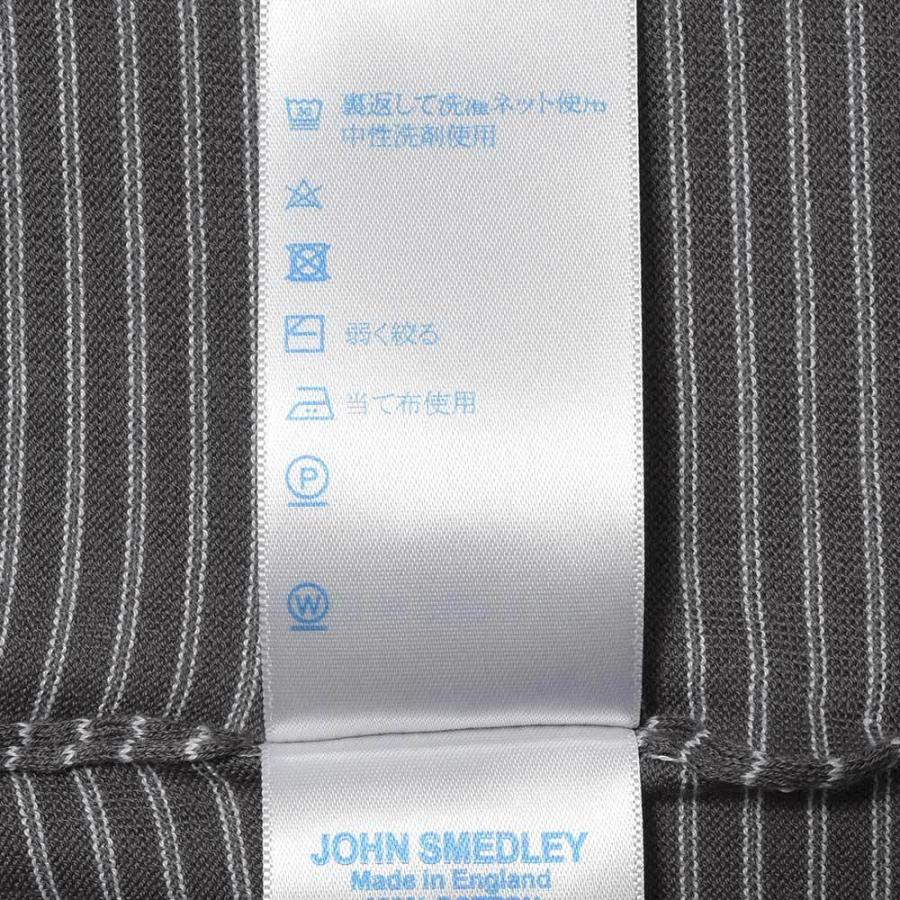 30
裏返して洗濯ネット使用
中性洗剤使用
弱く絞る
当て布使用
P
W
JOHN SMEDLEY
Made in England